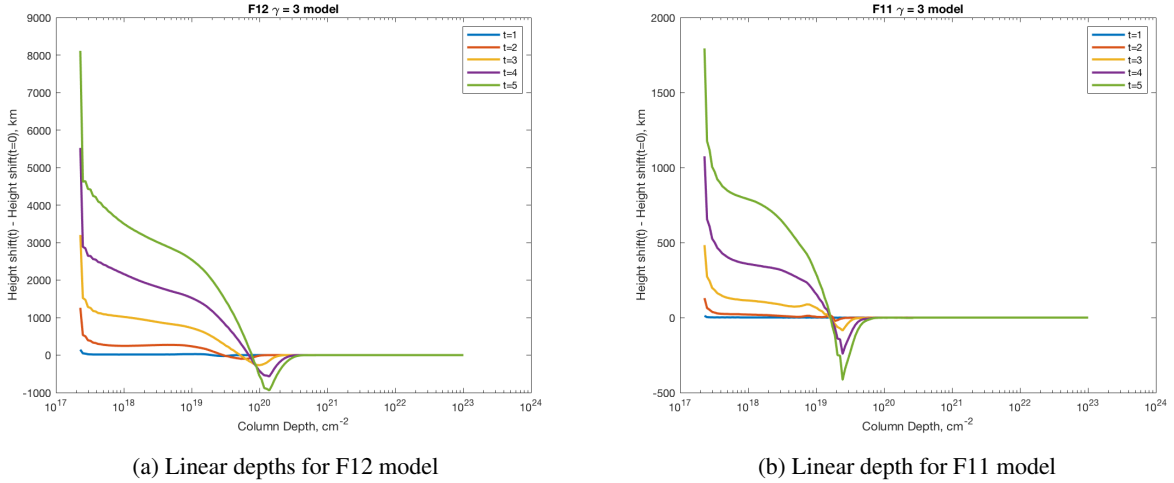 F12 γ = 3 model
Height shift(t) - Height shift(t=0), km
9000
8000
7000
6000
5000
4000
3000
2000
1000
0
-1000
t=1
t=2
t=3
t=4
t=5
10^17
10^18
10^19
10^20
10^21
10^22
10^23
10^24
Column Depth, cm^-2
(a) Linear depths for F12 model
F11 γ = 3 model
Height shift(t) - Height shift(t=0), km
2000
1500
1000
500
0
-500
t=1
t=2
t=3
t=4
t=5
10^17
10^18
10^19
10^20
10^21
10^22
10^23
10^24
Column Depth, cm^-2
(b) Linear depth for F11 model